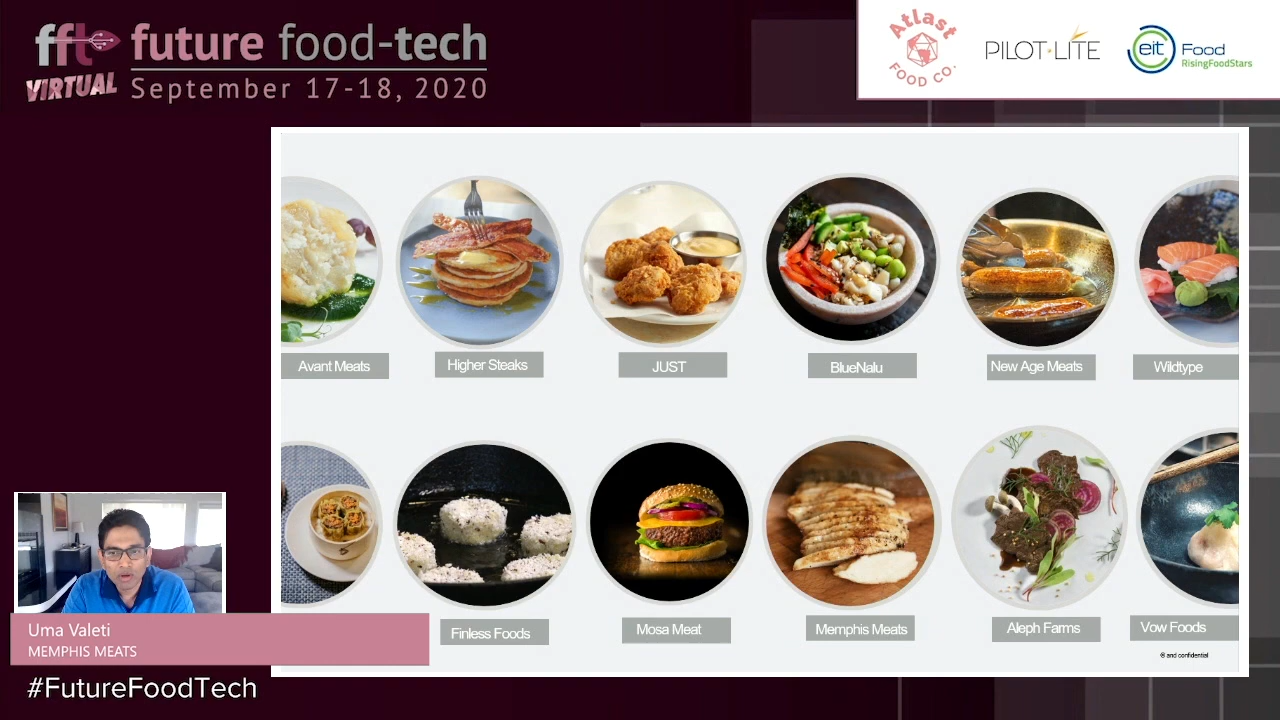 fft future food-tech
VIRTUAL September 17-18, 2020
Atlast
FOOD CO.
PILOT·LITE
eit Food
RisingFoodStars
Avant Meats
Higher Steaks
JUST
BlueNalu
New Age Meats
Wildtype
Finless Foods
Mosa Meat
Memphis Meats
Aleph Farms
Vow Foods
® and confidential
Uma Valeti
MEMPHIS MEATS
#FutureFoodTech